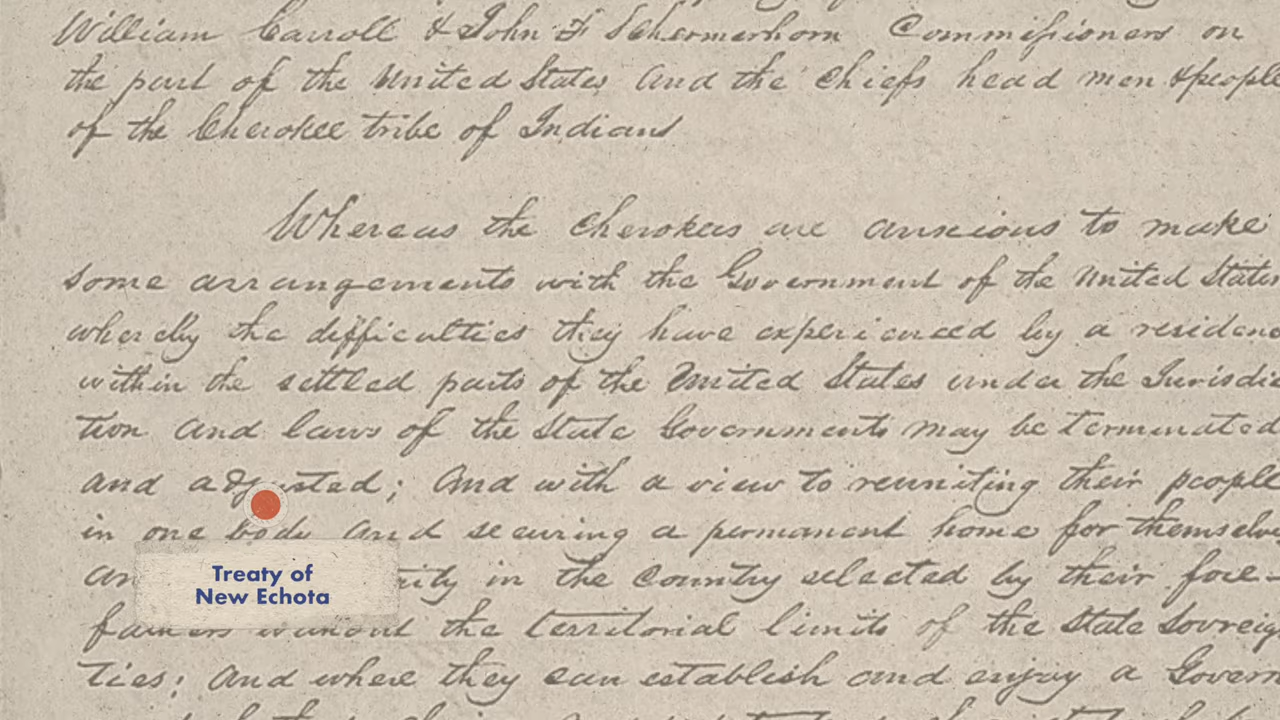 William Carroll & John F Schermerhorn Commissioners on
the part of the United States and the Chiefs head men & people
of the Cherokee tribe of Indians
Whereas the Cherokees are anxious to make
some arrangements with the Government of the United States
whereby the difficulties they have experienced by a residenc
within the settled parts of the United States under the Jurisdic
tion and laws of the State Governments may be terminated
and adjusted; and with a view to reuniting their people
in one body and securing a permanent home for themselve
in the Country selected by their fore-
fathers without the territorial limits of the State Sovereig
ties; and where they can establish and enjoy a Govern
Treaty of
New Echota